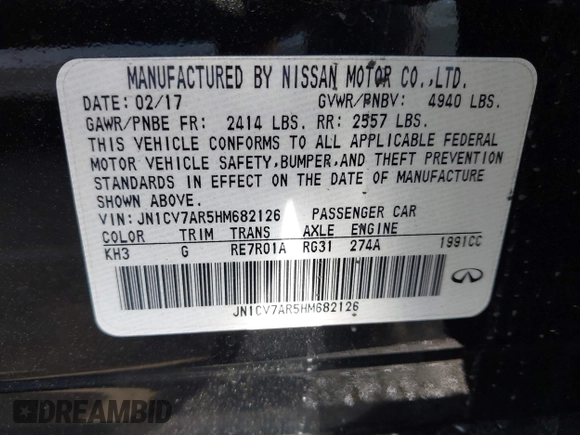 MANUFACTURED BY NISSAN MOTOR CO.,LTD.
DATE: 02/17 GVWR/PNBV: 4940 LBS.
GAWR/PNBE FR: 2414 LBS. RR: 2557 LBS.
THIS VEHICLE CONFORMS TO ALL APPLICABLE FEDERAL
MOTOR VEHICLE SAFETY,BUMPER,AND THEFT PREVENTION
STANDARDS IN EFFECT ON THE DATE OF MANUFACTURE
SHOWN ABOVE.
VIN: JN1CV7AR5HM682126 PASSENGER CAR
COLOR TRIM TRANS AXLE ENGINE
KH3 G RE7R01A RG31 274A 1991CC
JN1CV7AR5HM682126
INFINITI
DREAMBID